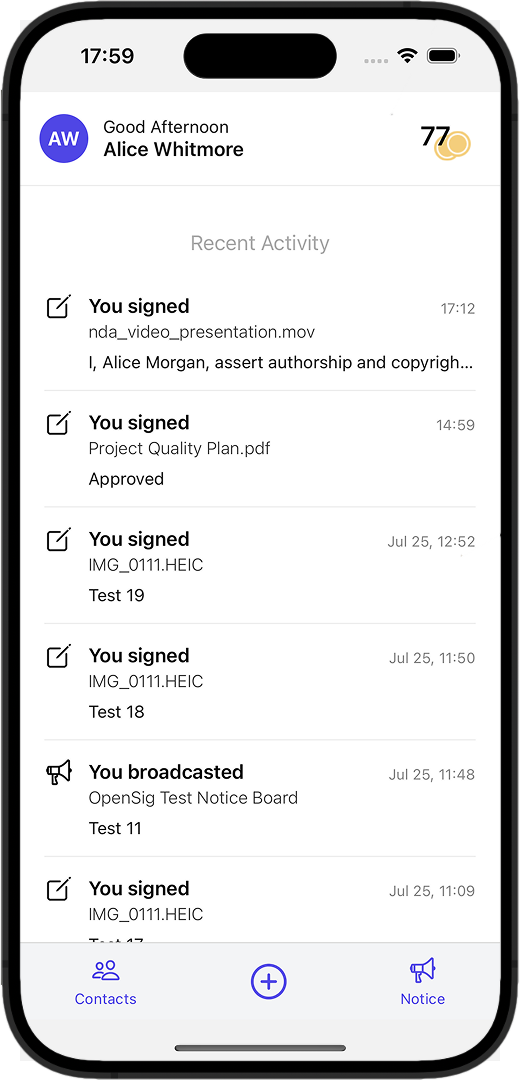 17:59
AW
Good Afternoon
Alice Whitmore
77
Recent Activity
You signed
17:12
nda_video_presentation.mov
I, Alice Morgan, assert authorship and copyrigh...
You signed
14:59
Project Quality Plan.pdf
Approved
You signed
Jul 25, 12:52
IMG_0111.HEIC
Test 19
You signed
Jul 25, 11:50
IMG_0111.HEIC
Test 18
You broadcasted
Jul 25, 11:48
OpenSig Test Notice Board
Test 11
You signed
Jul 25, 11:09
IMG_0111.HEIC
Contacts
Notice